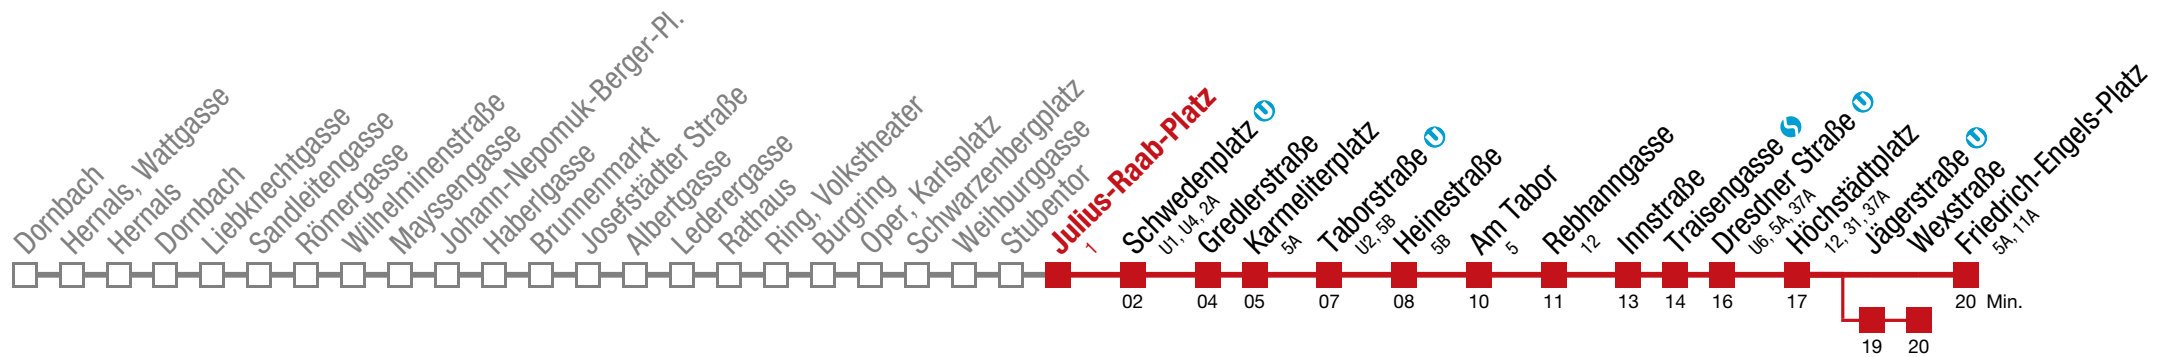 Dornbach
Hernals, Wattgasse
Hernals
Dornbach
Liebknechtgasse
Sandleitengasse
Römergasse
Wilhelminenstraße
Mayssengasse
Johann-Nepomuk-Berger-Pl.
Haberlgasse
Brunnenmarkt
Josefstädter Straße
Albertgasse
Lederergasse
Rathaus
Ring, Volkstheater
Burgring
Oper, Karlsplatz
Schwarzenbergplatz
Weihburggasse
Stubentor
Julius-Raab-Platz
1
Schwedenplatz U
U1, U4, 2A
Gredlerstraße
Karmeliterplatz
5A
Taborstraße U
U2, 5B
Heinestraße
5B
Am Tabor
5
Rebhanngasse
12
Innstraße
Traisengasse S
Dresdner Straße U
U6, 5A, 37A
Höchstädtplatz
12, 31, 37A
Jägerstraße U
Wexstraße
Friedrich-Engels-Platz
5A, 11A
02 04 05 07 08 10 11 13 14 16 17 20 Min.
19 20